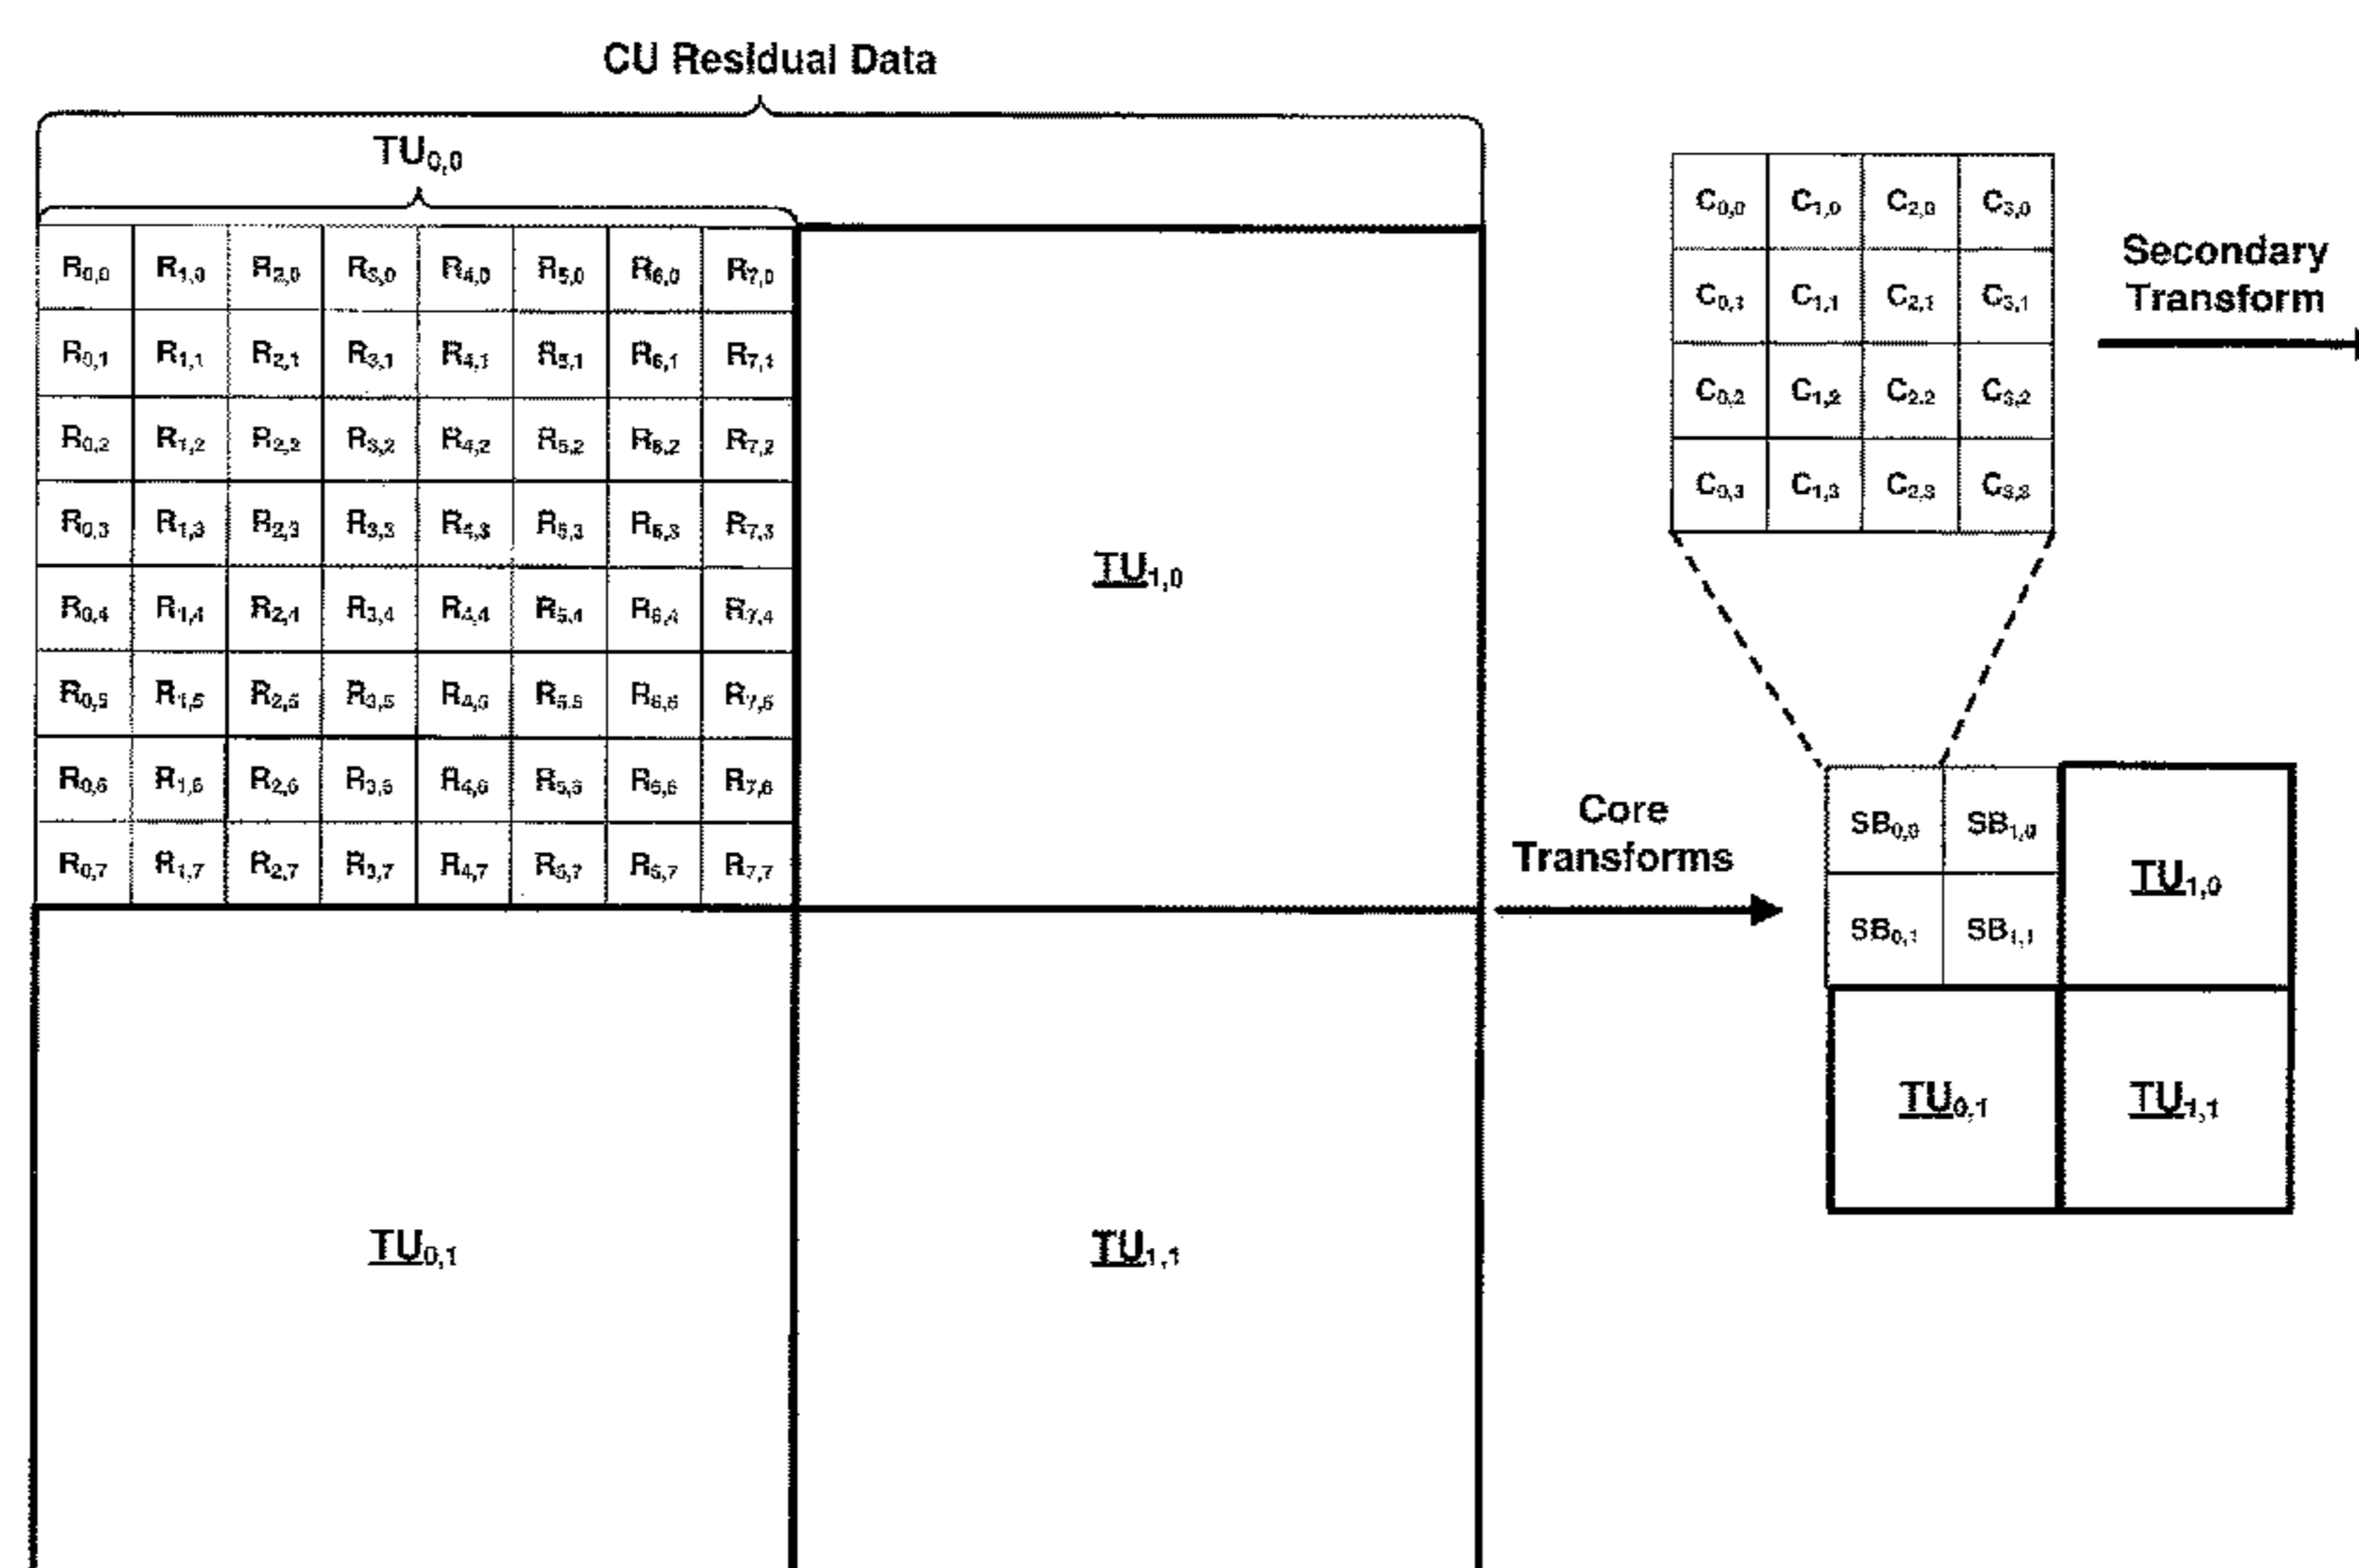 CU Residual Data
TU0,0
R0,0 R1,0 R2,0 R3,0 R4,0 R5,0 R6,0 R7,0
R0,1 R1,1 R2,1 R3,1 R4,1 R5,1 R6,1 R7,1
R0,2 R1,2 R2,2 R3,2 R4,2 R5,2 R6,2 R7,2
R0,3 R1,3 R2,3 R3,3 R4,3 R5,3 R6,3 R7,3
R0,4 R1,4 R2,4 R3,4 R4,4 R5,4 R6,4 R7,4
R0,5 R1,5 R2,5 R3,5 R4,5 R5,5 R6,5 R7,5
R0,6 R1,6 R2,6 R3,6 R4,6 R5,6 R6,6 R7,6
R0,7 R1,7 R2,7 R3,7 R4,7 R5,7 R6,7 R7,7
TU1,0
TU0,1
TU1,1
Core
Transforms
C0,0 C1,0 C2,0 C3,0
C0,1 C1,1 C2,1 C3,1
C0,2 C1,2 C2,2 C3,2
C0,3 C1,3 C2,3 C3,3
Secondary
Transform
SB0,0 SB1,0
SB0,1 SB1,1
TU1,0
TU0,1
TU1,1